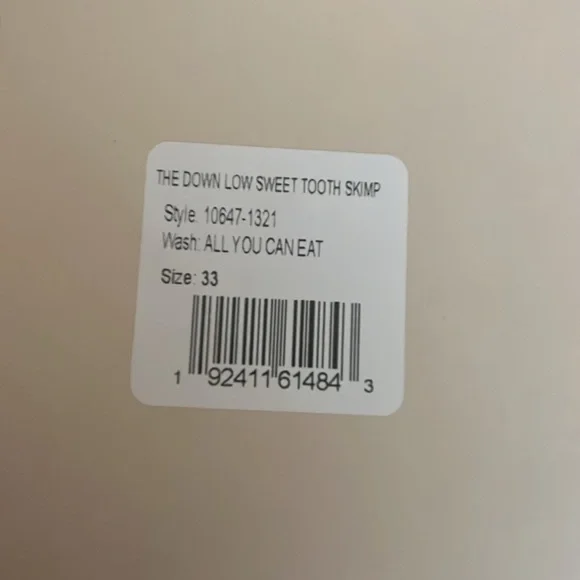 THE DOWN LOW SWEET TOOTH SKIMP
Style: 10647-1321
Wash: ALL YOU CAN EAT
Size: 33
1 92411 61484 3